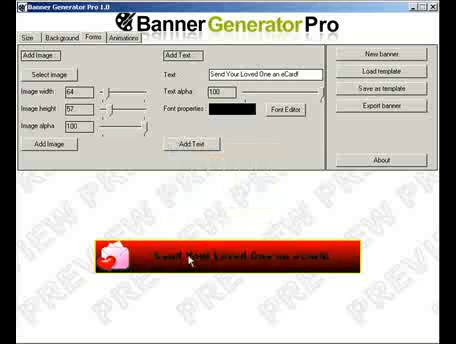 Banner Generator Pro 1.0
Banner Generator Pro
Size Background Forms Animations
Add Image : Add Text : New banner
Select image Text Send Your Loved One an eCard! Load template
Image width 64 Text alpha 100 Save as template
Image height 57 Font properties : Font Editor Export banner
Image alpha 100
Add Image Add Text About
Send Your Loved One an eCard!
PREVIEW PREVIEW PREVIEW